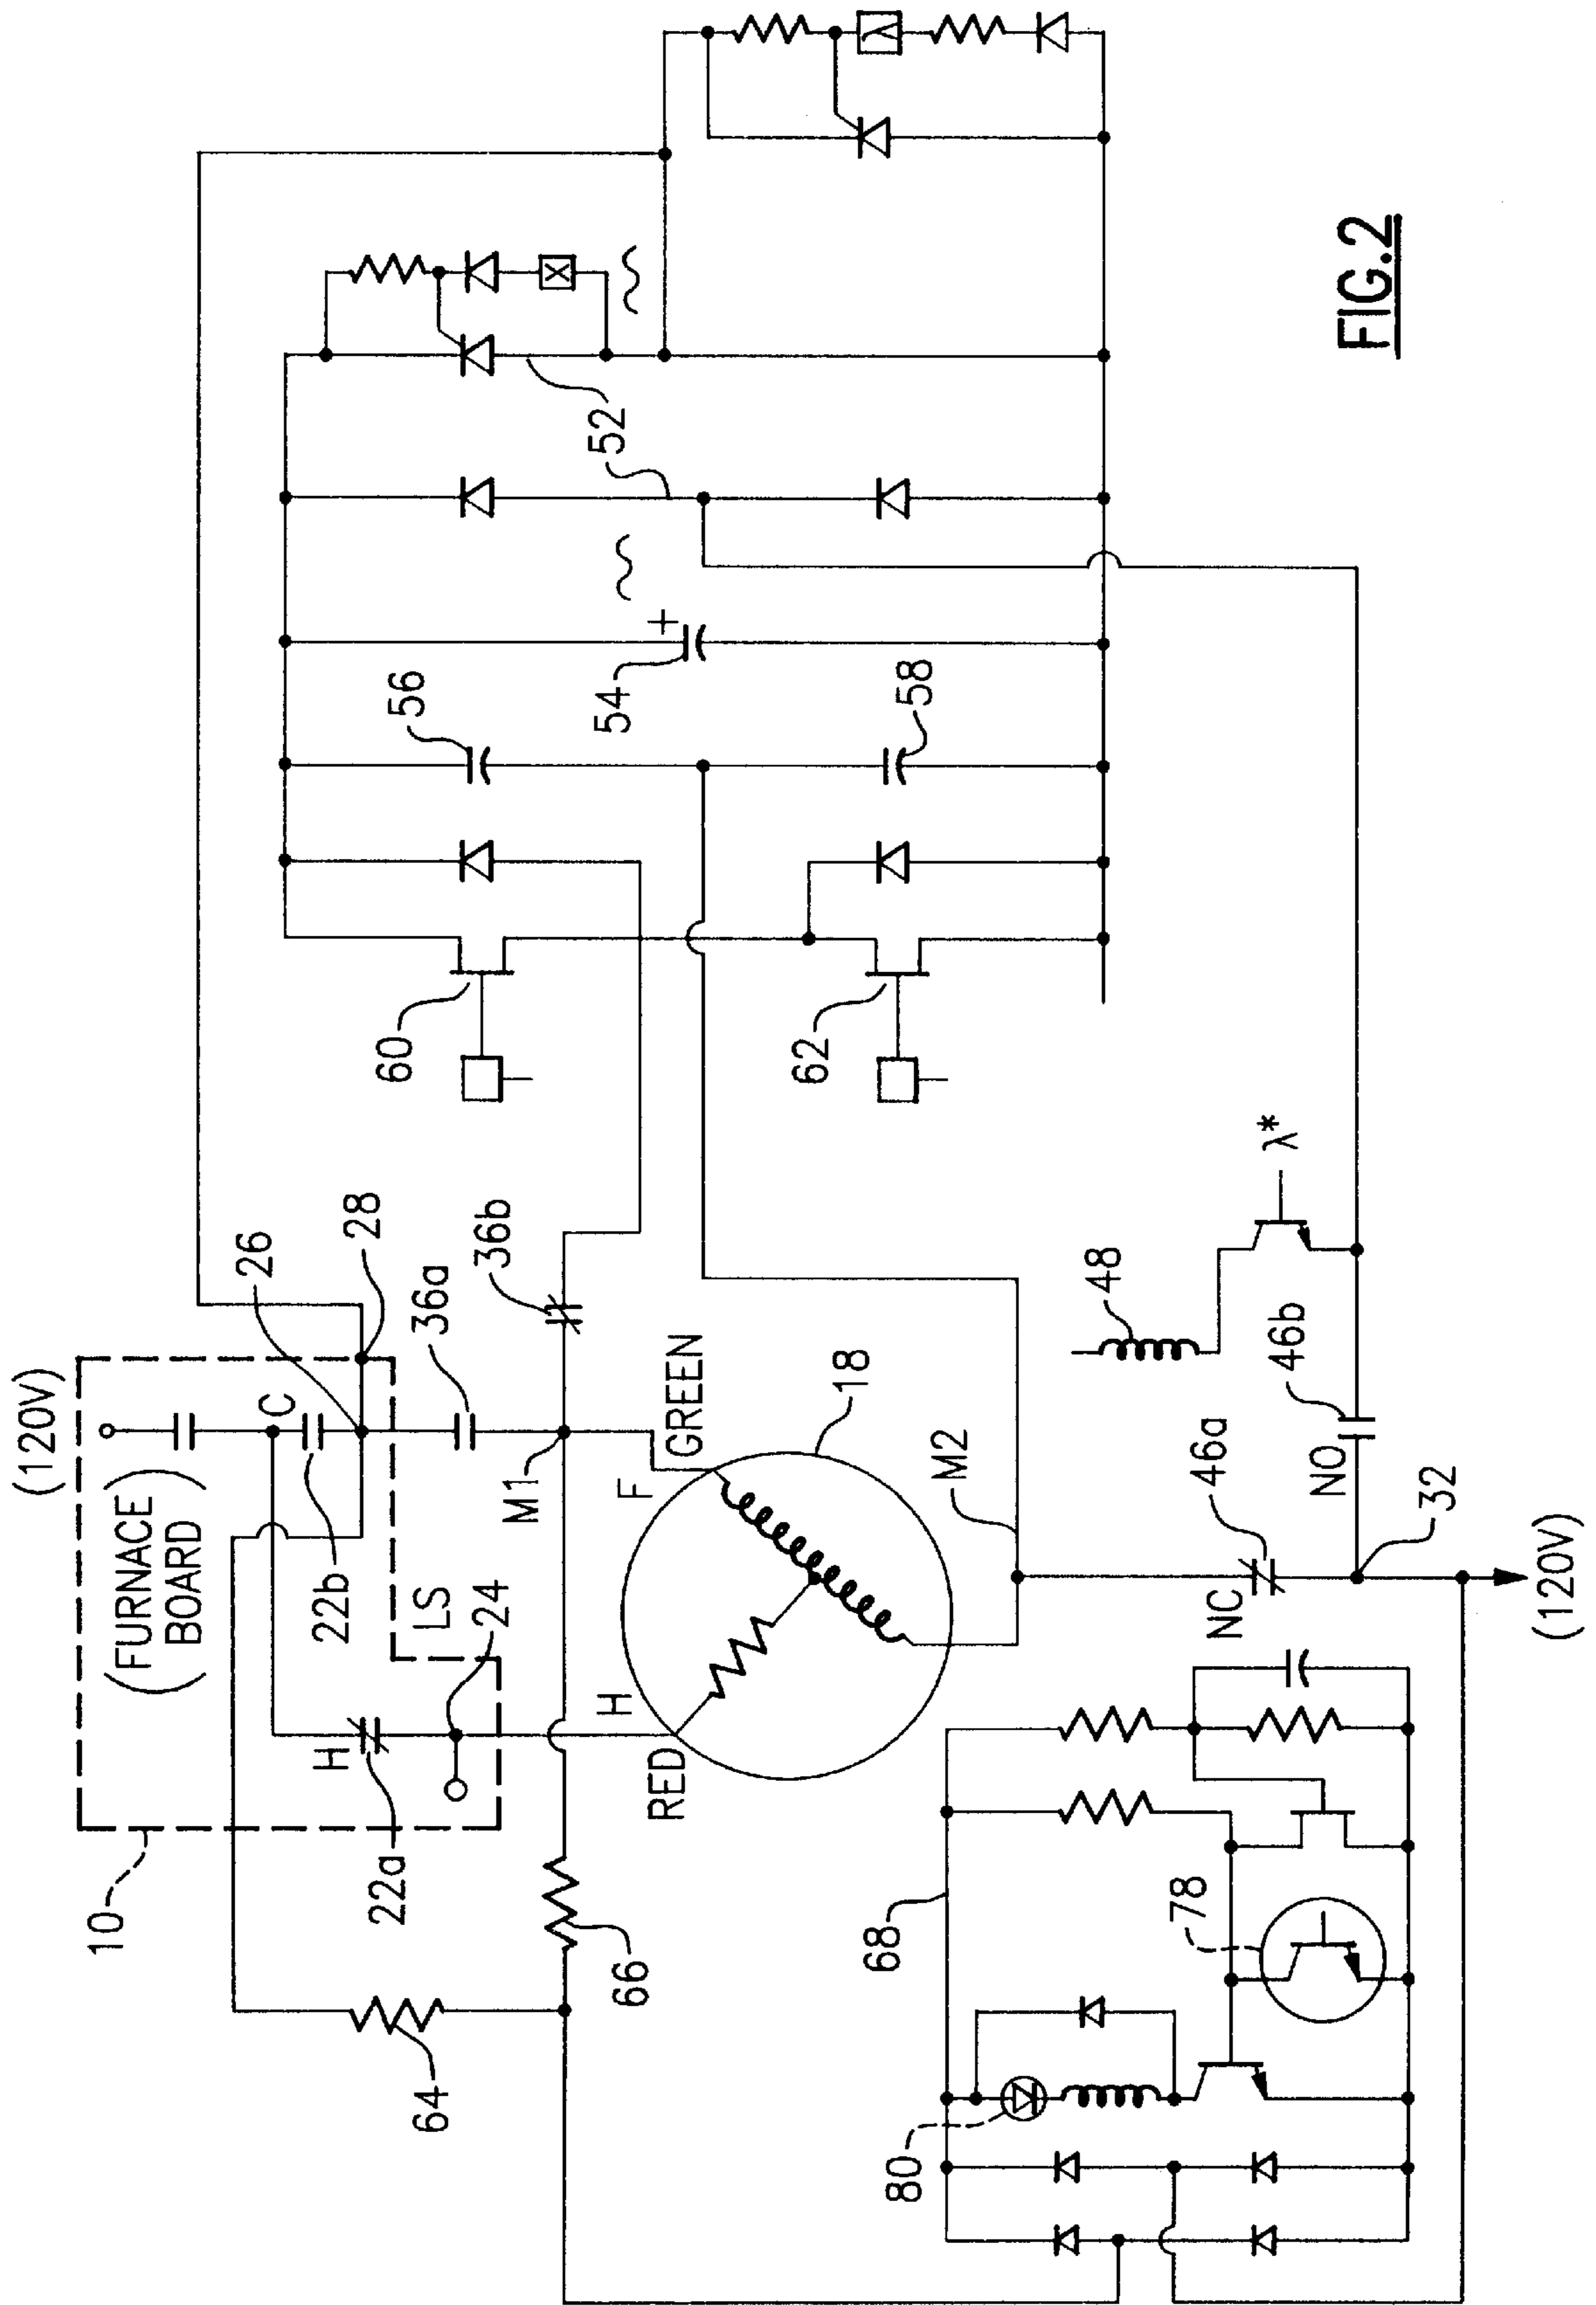 (120V)
(FURNACE
BOARD)
10
C
22b
26
28
H
22a
LS
24
36a
36b
M1
F
GREEN
H
RED
18
M2
64
66
68
80
78
48
λ*
46a
NC
46b
NO
32
(120V)
60
62
56
58
54
+
52
X
λ
FIG.2